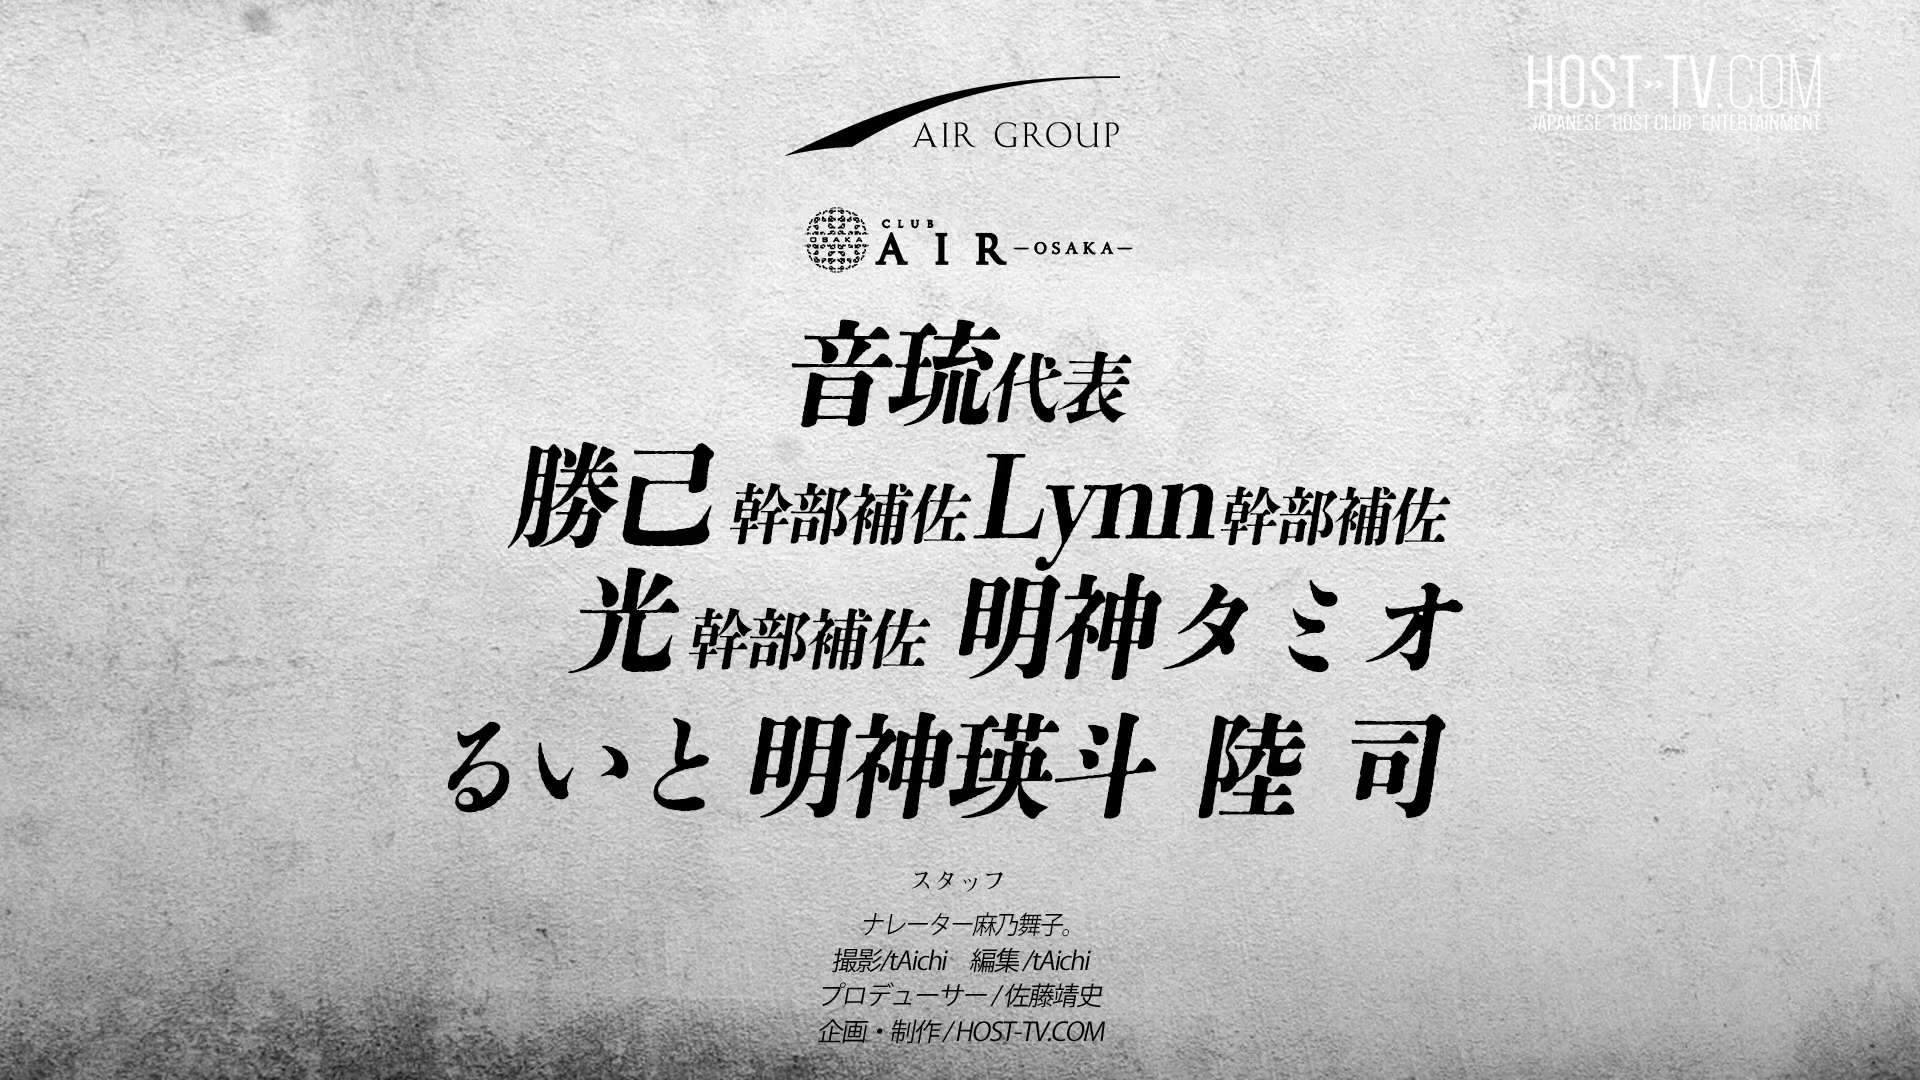 HOST-TV.COM
JAPANESE "HOST CLUB" ENTERTAINMENT
AIR GROUP
OSAKA
CLUB
AIR -OSAKA-
音琉代表
勝己 幹部補佐 Lynn 幹部補佐
光 幹部補佐 明神タミオ
るいと 明神瑛斗 陸 司
スタッフ
ナレーター麻乃舞子。
撮影/tAichi 編集/tAichi
プロデューサー/佐藤靖史
企画・制作/HOST-TV.COM